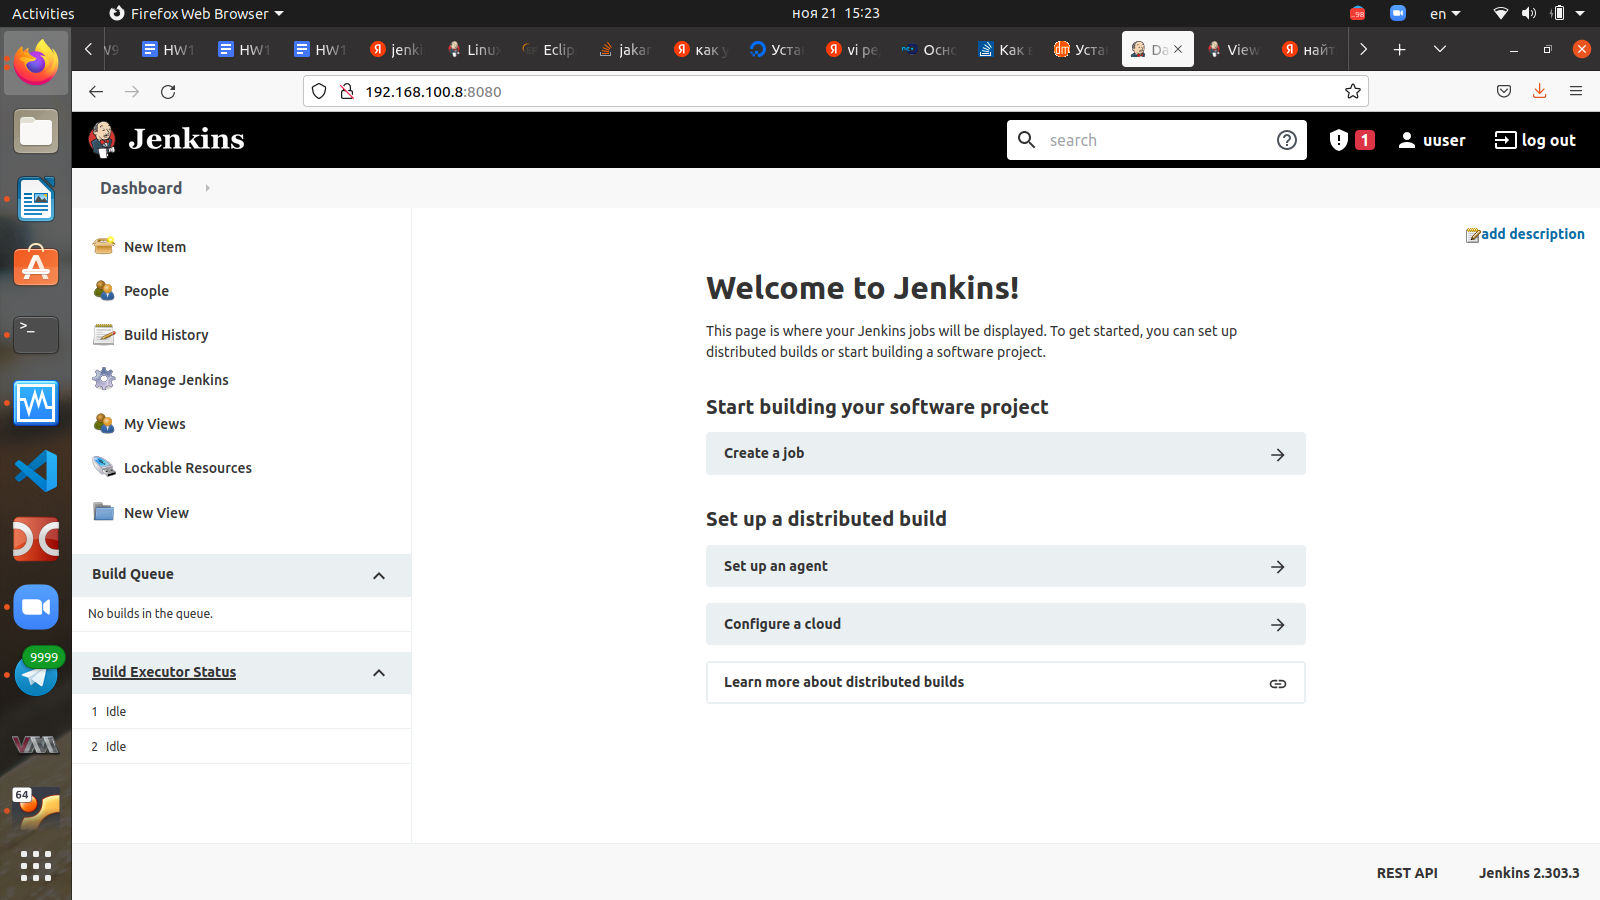 Activities
Firefox Web Browser
ноя 21 15:23
en
HW1
HW1
HW1
jenki
Linu
Eclip
jakar
как у
Уста
vi ре
Осно
Как
Уста
Da
View
найт
192.168.100.8:8080
Jenkins
search
1
uuser
log out
Dashboard
New Item
People
Build History
Manage Jenkins
My Views
Lockable Resources
New View
Build Queue
No builds in the queue.
Build Executor Status
1 Idle
2 Idle
add description
Welcome to Jenkins!
This page is where your Jenkins jobs will be displayed. To get started, you can set up
distributed builds or start building a software project.
Start building your software project
Create a job
Set up a distributed build
Set up an agent
Configure a cloud
Learn more about distributed builds
9999
64
REST API
Jenkins 2.303.3